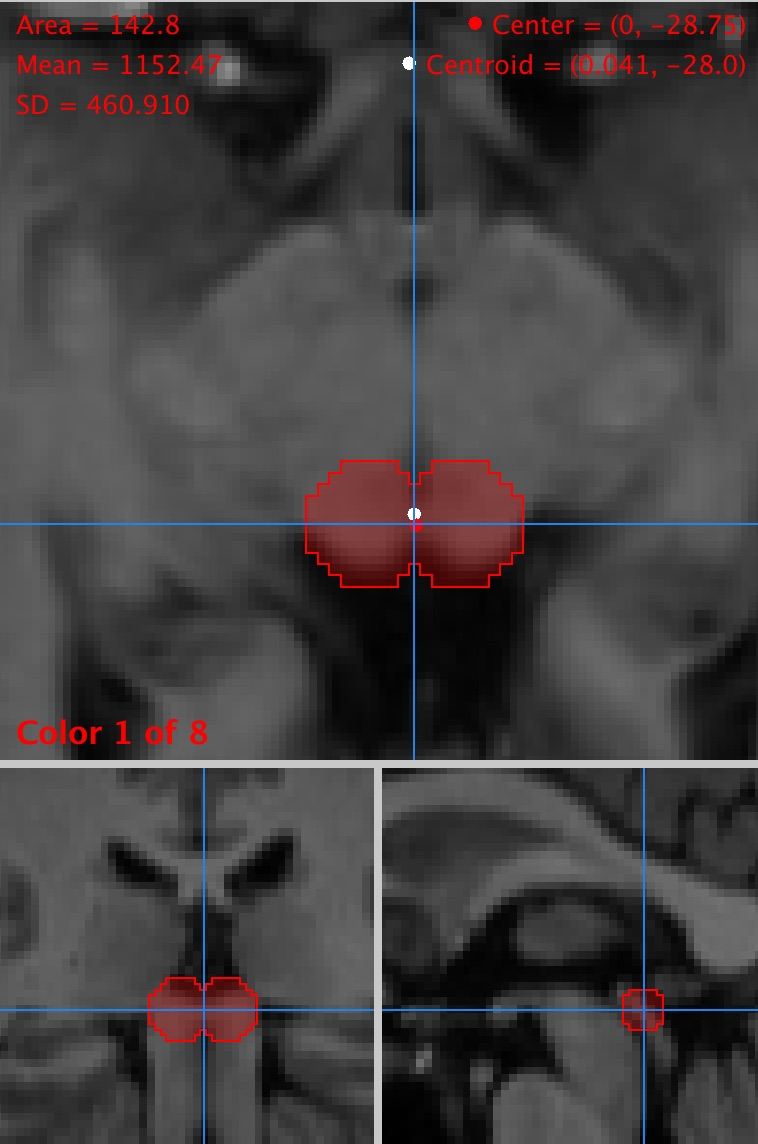 Area = 142.8
Center = (0, −28.75)
Mean = 1152.47
Centroid = (0.041, −28.0)
SD = 460.910
Color 1 of 8